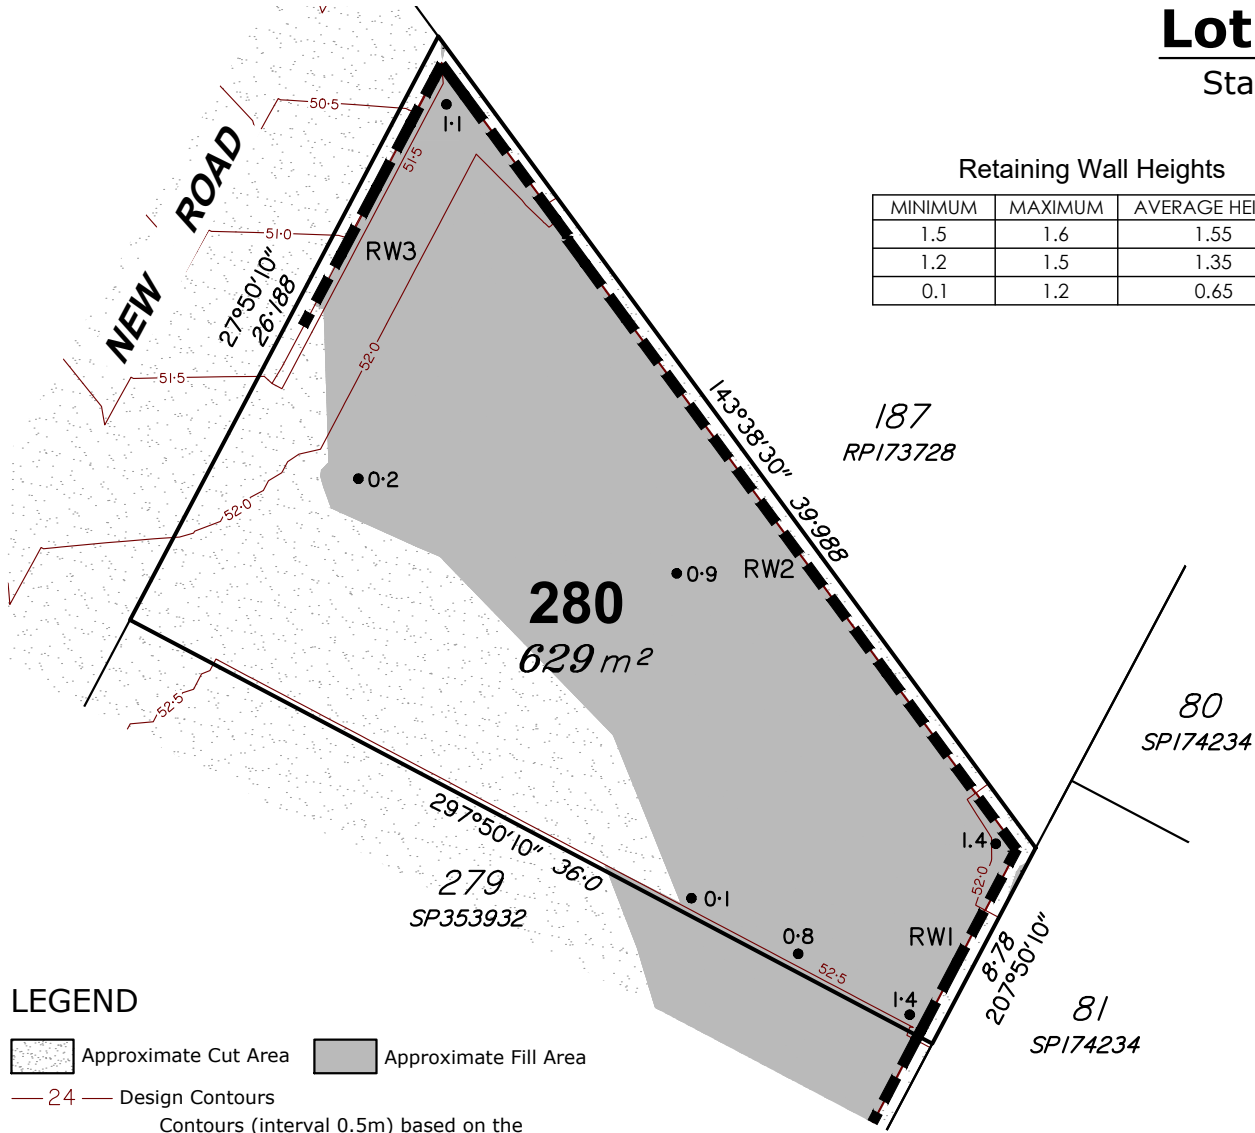 Lot
Sta
Retaining Wall Heights
MINIMUM MAXIMUM AVERAGE HEI
1.5 1.6 1.55
1.2 1.5 1.35
0.1 1.2 0.65
NEW ROAD
50·5
51·0
51·5
51·5
52·0
52·0
52·5
52·5
52·0
27°50'10"
26·188
RW3
1·1
0·2
143°38'30" 39·988
RW2
0·9
280
629 m²
187
RP173728
80
SP174234
81
SP174234
297°50'10" 36·0
279
SP353932
0·1
0·8
1·4
1.4
RW1
8·78
207°50'10"
LEGEND
Approximate Cut Area
Approximate Fill Area
24 Design Contours
Contours (interval 0.5m) based on the